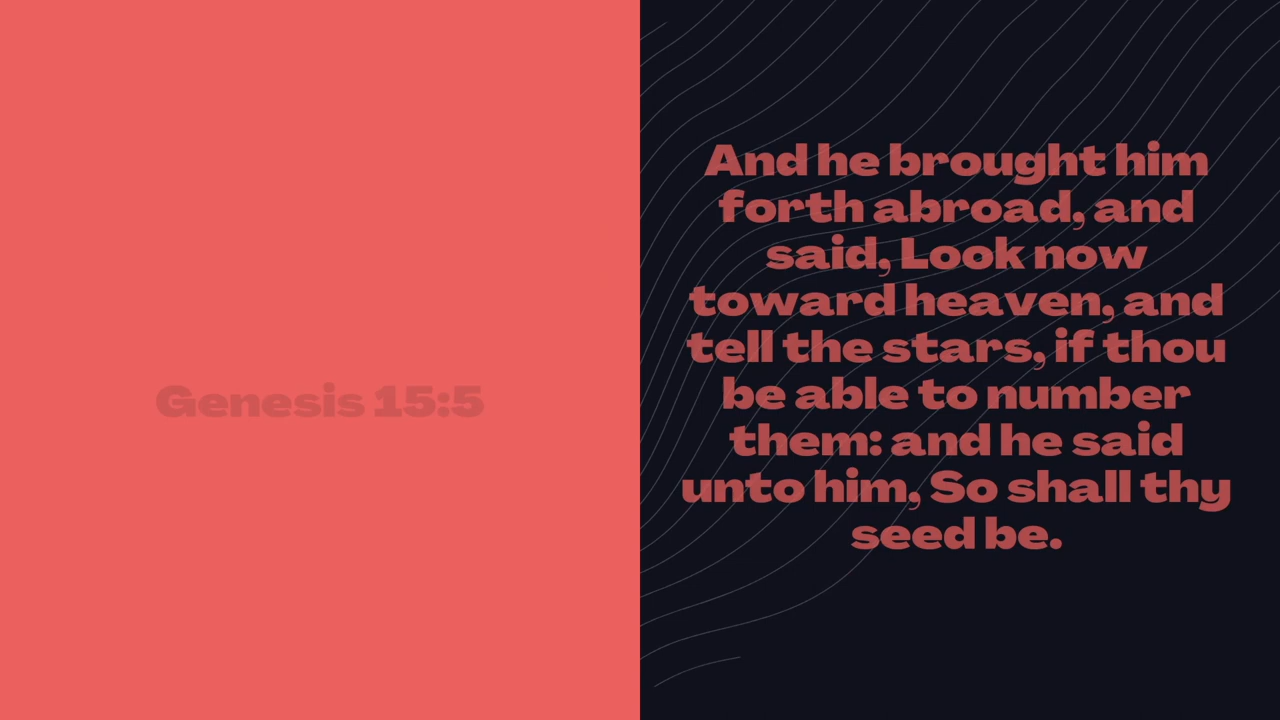 Genesis 15:5
And he brought him
forth abroad, and
said, Look now
toward heaven, and
tell the stars, if thou
be able to number
them: and he said
unto him, So shall thy
seed be.